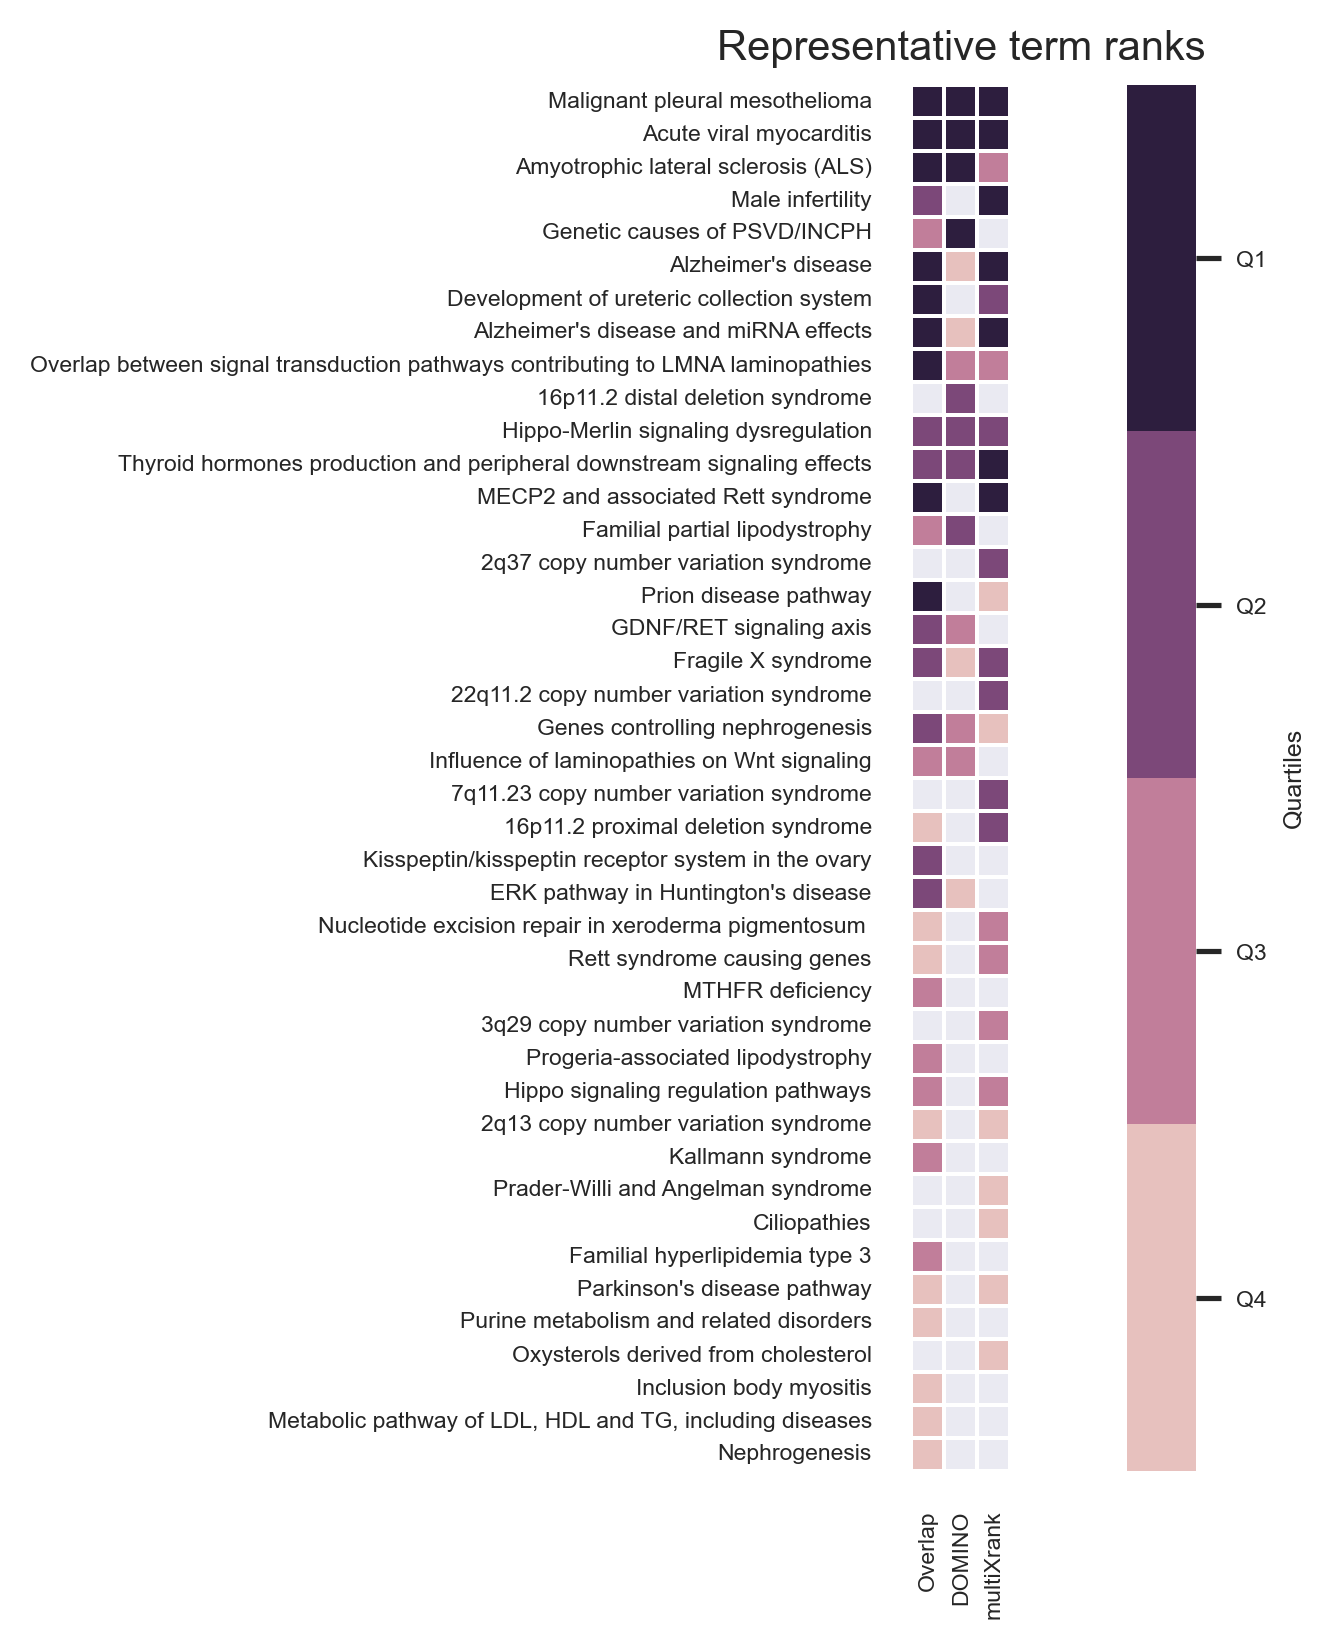 Representative term ranks
Malignant pleural mesothelioma
Acute viral myocarditis
Amyotrophic lateral sclerosis (ALS)
Male infertility
Genetic causes of PSVD/INCPH
Alzheimer's disease
Development of ureteric collection system
Alzheimer's disease and miRNA effects
Overlap between signal transduction pathways contributing to LMNA laminopathies
16p11.2 distal deletion syndrome
Hippo-Merlin signaling dysregulation
Thyroid hormones production and peripheral downstream signaling effects
MECP2 and associated Rett syndrome
Familial partial lipodystrophy
2q37 copy number variation syndrome
Prion disease pathway
GDNF/RET signaling axis
Fragile X syndrome
22q11.2 copy number variation syndrome
Genes controlling nephrogenesis
Influence of laminopathies on Wnt signaling
7q11.23 copy number variation syndrome
16p11.2 proximal deletion syndrome
Kisspeptin/kisspeptin receptor system in the ovary
ERK pathway in Huntington's disease
Nucleotide excision repair in xeroderma pigmentosum
Rett syndrome causing genes
MTHFR deficiency
3q29 copy number variation syndrome
Progeria-associated lipodystrophy
Hippo signaling regulation pathways
2q13 copy number variation syndrome
Kallmann syndrome
Prader-Willi and Angelman syndrome
Ciliopathies
Familial hyperlipidemia type 3
Parkinson's disease pathway
Purine metabolism and related disorders
Oxysterols derived from cholesterol
Inclusion body myositis
Metabolic pathway of LDL, HDL and TG, including diseases
Nephrogenesis
Overlap
DOMINO
multiXrank
Q1
Q2
Q3
Q4
Quartiles